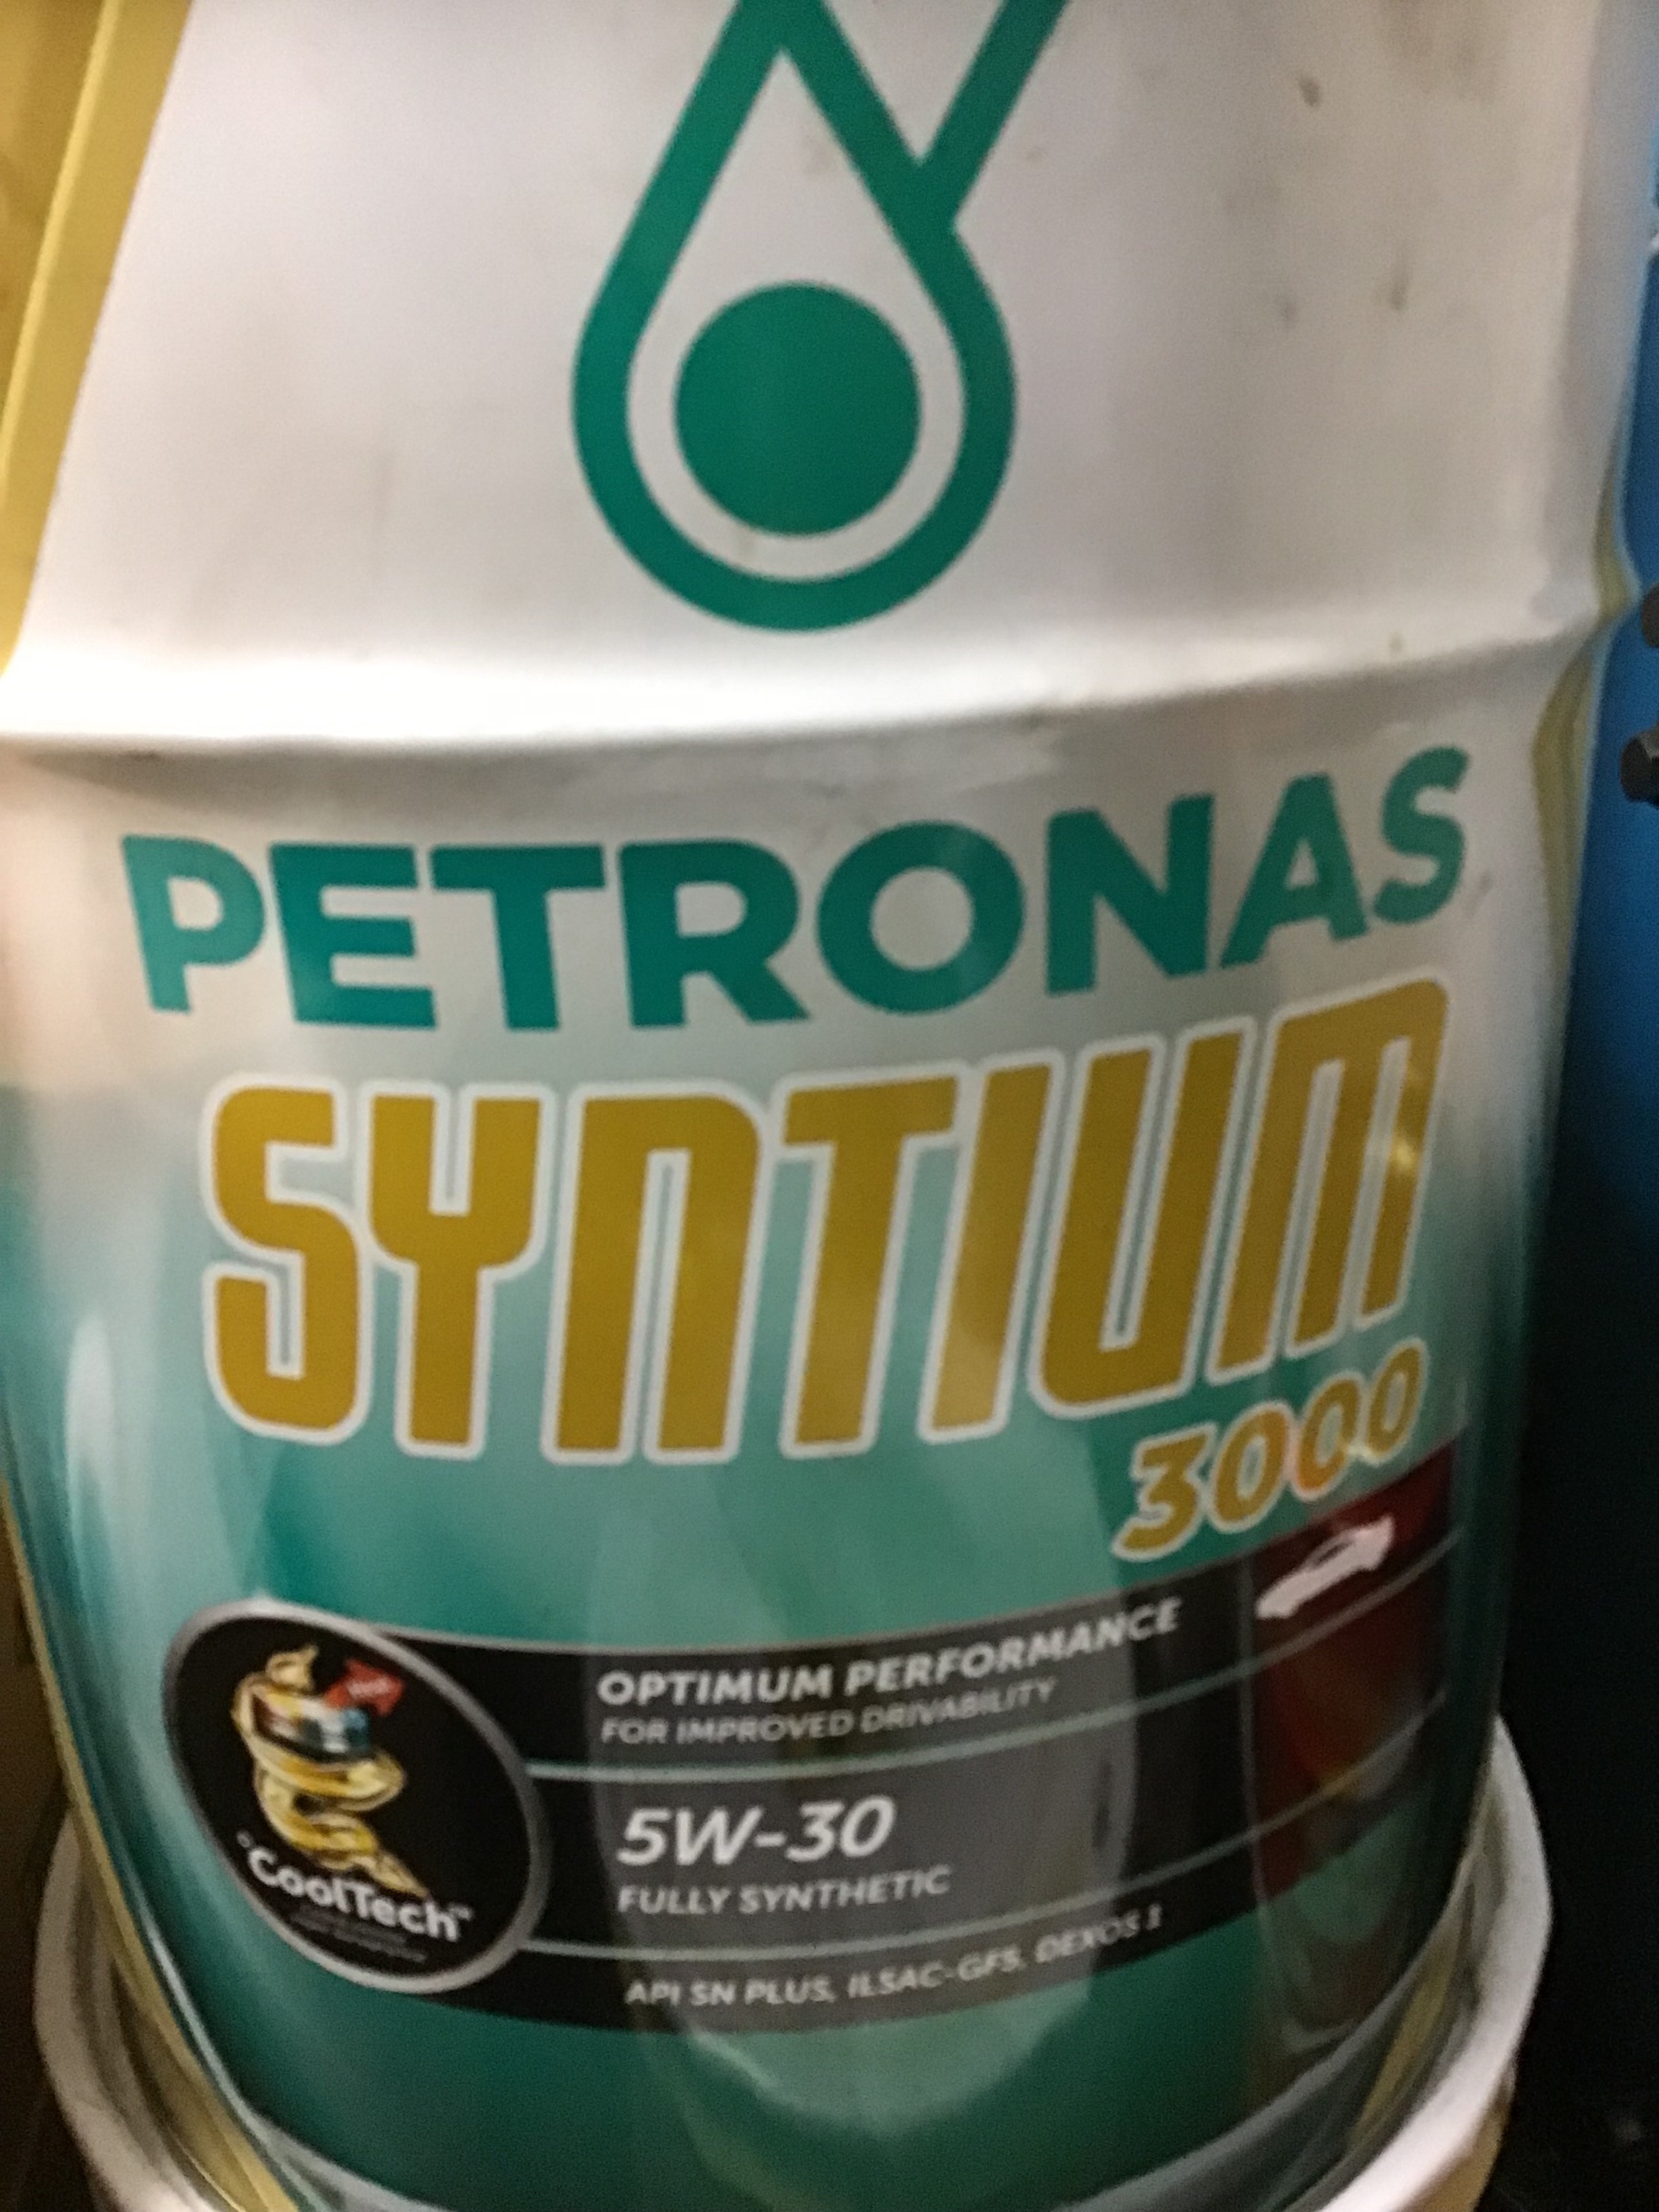 PETRONAS
SYNTIUM
3000
OPTIMUM PERFORMANCE
FOR IMPROVED DRIVABILITY
5W-30
FULLY SYNTHETIC
API SN PLUS, ILSAC-GF5, DEXOS 1
CoolTech™